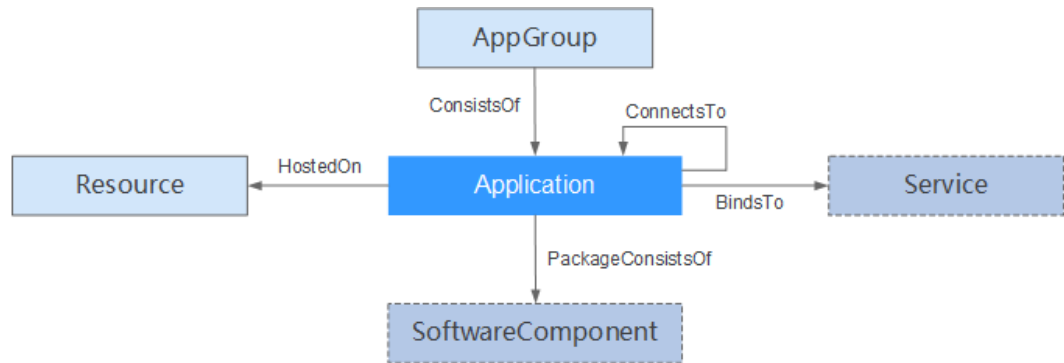 AppGroup
ConsistsOf
ConnectsTo
Resource
HostedOn
Application
BindsTo
Service
PackageConsistsOf
SoftwareComponent